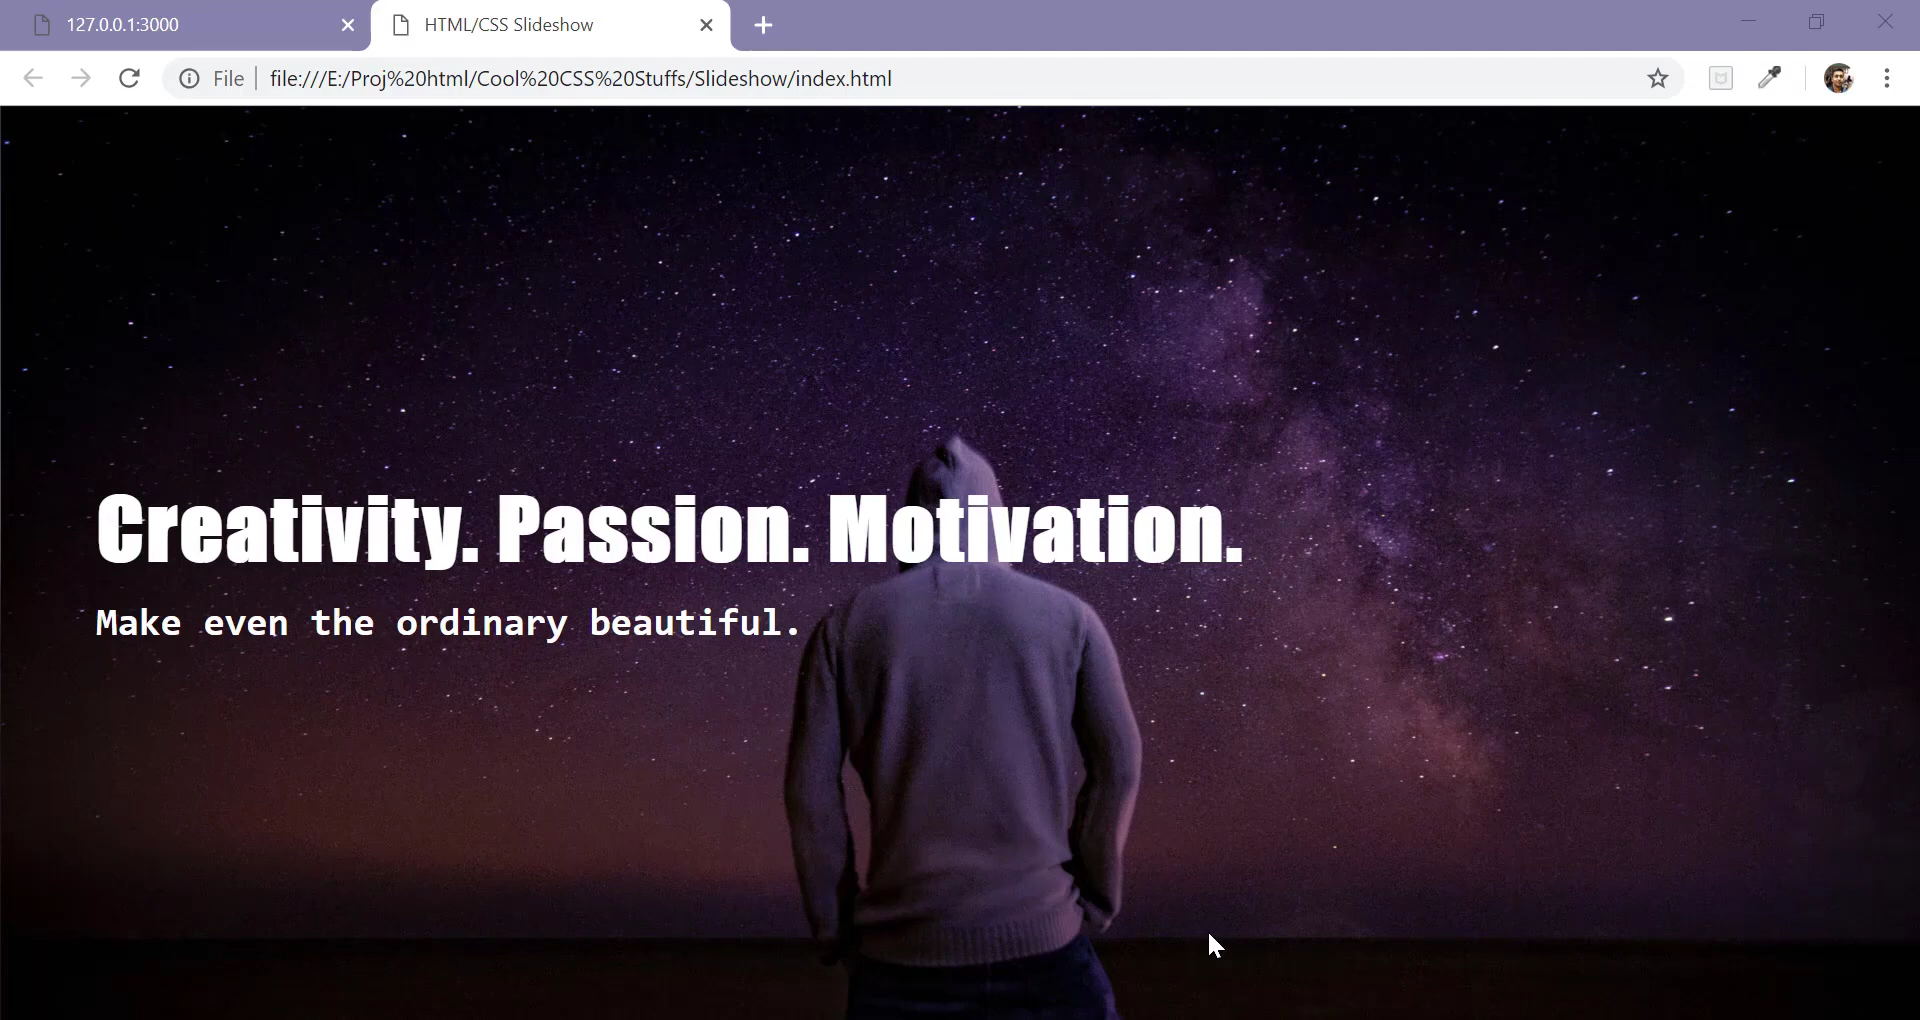 127.0.0.1:3000
HTML/CSS Slideshow
File
file:///E:/Proj%20html/Cool%20CSS%20Stuffs/Slideshow/index.html
Creativity. Passion. Motivation.
Make even the ordinary beautiful.